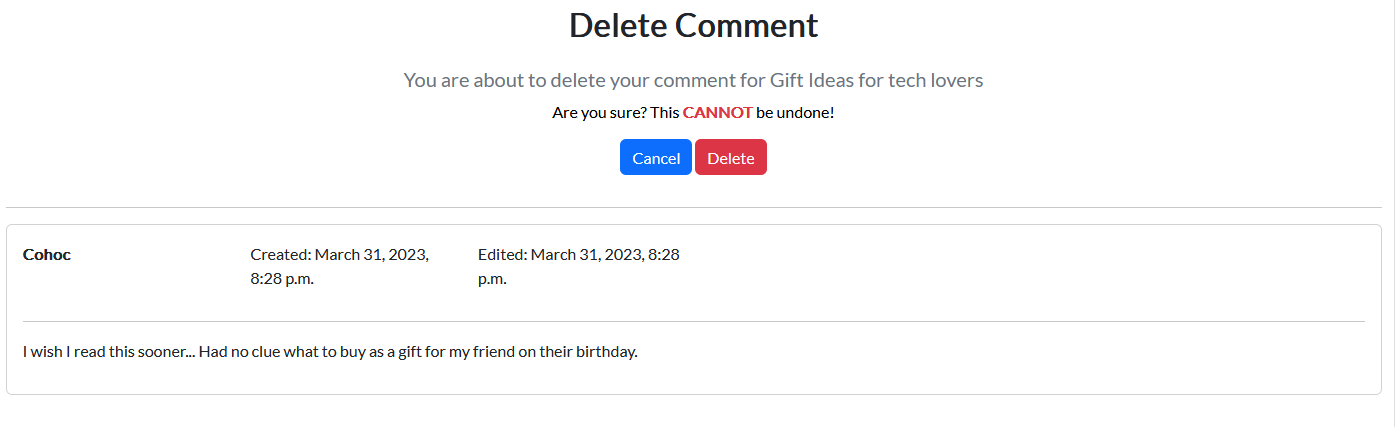 Delete Comment
You are about to delete your comment for Gift Ideas for tech lovers
Are you sure? This CANNOT be undone!
Cancel Delete
Cohoc
Created: March 31, 2023,
8:28 p.m.
Edited: March 31, 2023, 8:28
p.m.
I wish I read this sooner... Had no clue what to buy as a gift for my friend on their birthday.